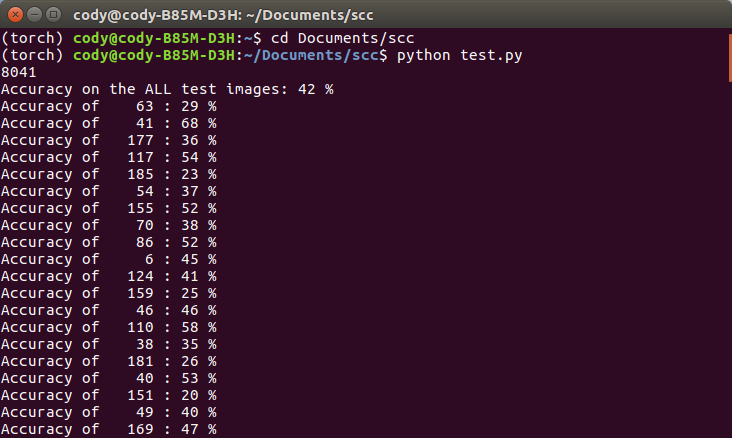 cody@cody-B85M-D3H: ~/Documents/scc
(torch) cody@cody-B85M-D3H:~$ cd Documents/scc
(torch) cody@cody-B85M-D3H:~/Documents/scc$ python test.py
8041
Accuracy on the ALL test images: 42 %
Accuracy of    63 : 29 %
Accuracy of    41 : 68 %
Accuracy of   177 : 36 %
Accuracy of   117 : 54 %
Accuracy of   185 : 23 %
Accuracy of    54 : 37 %
Accuracy of   155 : 52 %
Accuracy of    70 : 38 %
Accuracy of    86 : 52 %
Accuracy of     6 : 45 %
Accuracy of   124 : 41 %
Accuracy of   159 : 25 %
Accuracy of    46 : 46 %
Accuracy of   110 : 58 %
Accuracy of    38 : 35 %
Accuracy of   181 : 26 %
Accuracy of    40 : 53 %
Accuracy of   151 : 20 %
Accuracy of    49 : 40 %
Accuracy of   169 : 47 %